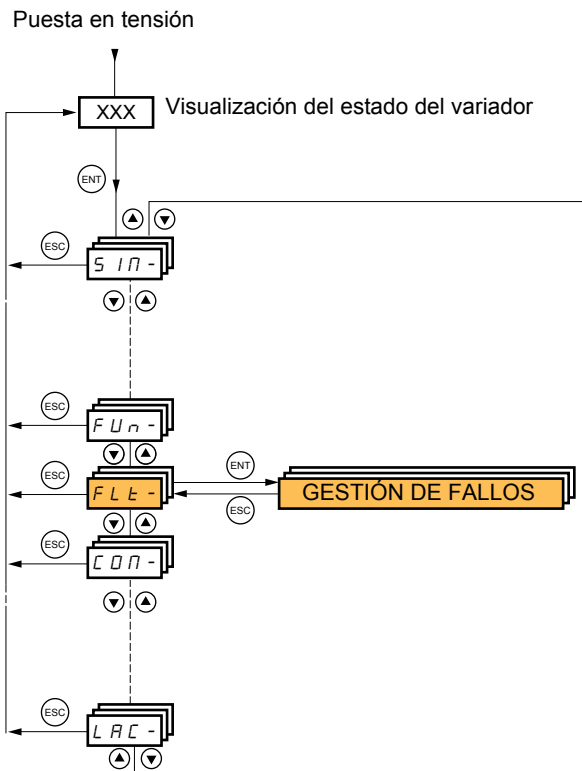 Puesta en tensión
XXX
Visualización del estado del variador
ENT
ESC
SIM-
ESC
FUn-
ESC
ENT
FLt-
GESTIÓN DE FALLOS
ESC
ESC
COM-
ESC
LAC-